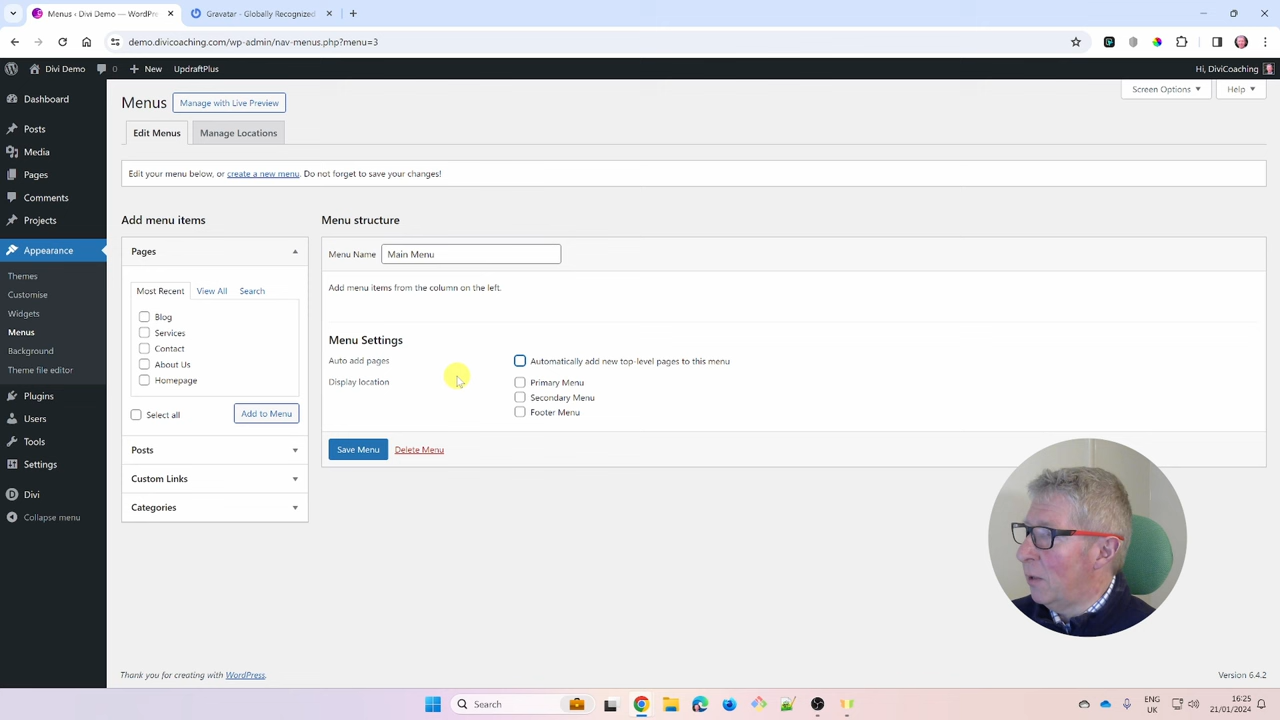 Menus ‹ Divi Demo — WordPre
Gravatar - Globally Recognized
demo.divicoaching.com/wp-admin/nav-menus.php?menu=3
Divi Demo
0
New
UpdraftPlus
Hi, DiviCoaching
Dashboard
Posts
Media
Pages
Comments
Projects
Appearance
Themes
Customise
Widgets
Menus
Background
Theme file editor
Plugins
Users
Tools
Settings
Divi
Collapse menu
Screen Options
Help
Menus
Manage with Live Preview
Edit Menus
Manage Locations
Edit your menu below, or create a new menu. Do not forget to save your changes!
Add menu items
Pages
Most Recent
View All
Search
Blog
Services
Contact
About Us
Homepage
Select all
Add to Menu
Posts
Custom Links
Categories
Menu structure
Menu Name
Main Menu
Add menu items from the column on the left.
Menu Settings
Auto add pages
Automatically add new top-level pages to this menu
Display location
Primary Menu
Secondary Menu
Footer Menu
Save Menu
Delete Menu
Thank you for creating with WordPress.
Version 6.4.2
Search
ENG
UK
16:25
21/01/2024